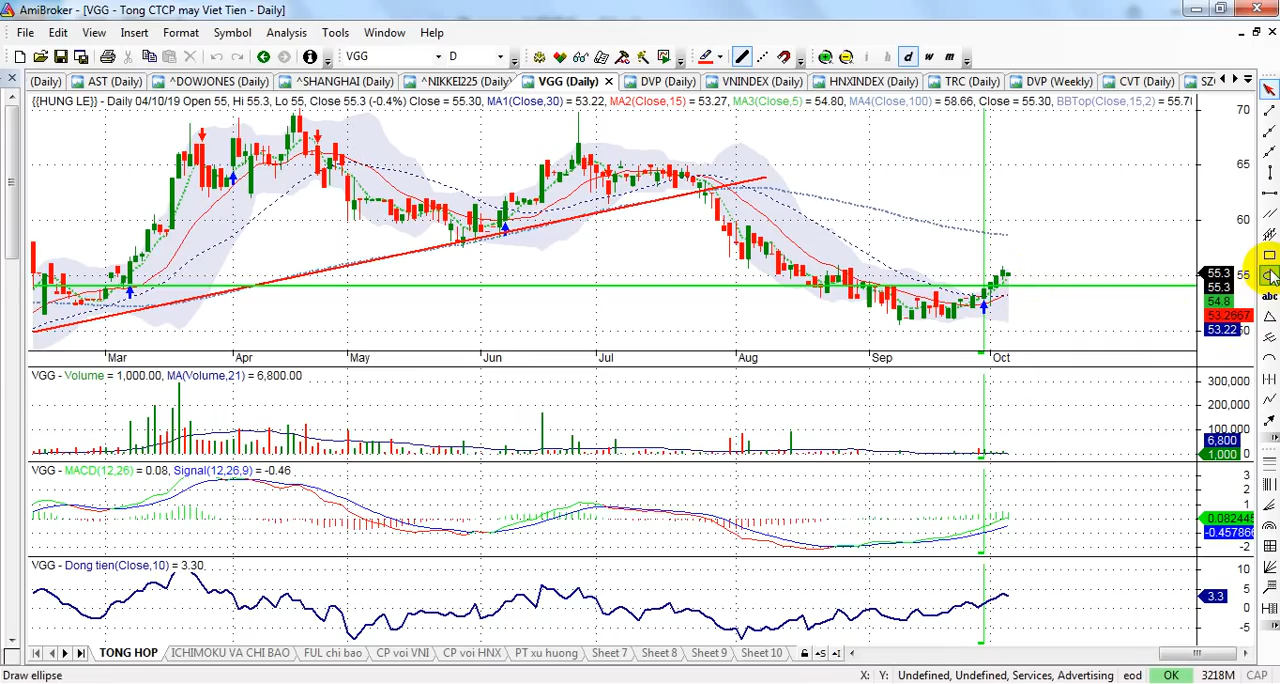 AmiBroker - [VGG - Tong CTCP may Viet Tien - Daily]
File Edit View Insert Format Symbol Analysis Tools Window Help
VGG D h d w m
(Daily) AST (Daily) ^DOWJONES (Daily) ^SHANGHAI (Daily) ^NIKKEI225 (Daily) VGG (Daily) DVP (Daily) VNINDEX (Daily) HNXINDEX (Daily) TRC (Daily) DVP (Weekly) CVT (Daily) SZ
{{HUNG LE}} - Daily 04/10/19 Open 55, Hi 55.3, Lo 55, Close 55.3 (-0.4%) Close = 55.30, MA1(Close,30) = 53.22, MA2(Close,15) = 53.27, MA3(Close,5) = 54.80, MA4(Close,100) = 58.66, Close = 55.30, BBTop(Close,15,2) = 55.7
70
65
60
55.3
55
55.3
54.8
53.2667
53.22
50
abc
Mar Apr May Jun Jul Aug Sep Oct
VGG - Volume = 1,000.00, MA(Volume,21) = 6,800.00
300,000
200,000
100,000
6,800
1,000
0
VGG - MACD(12,26) = 0.08, Signal(12,26,9) = -0.46
3
2
1
0.082445
-0.457866
-2
VGG - Dong tien(Close,10) = 3.30
10
5
3.3
0
-5
TONG HOP ICHIMOKU VA CHI BAO FUL chi bao CP voi VNI CP voi HNX PT xu huong Sheet 7 Sheet 8 Sheet 9 Sheet 10
Draw ellipse X: Y: Undefined, Undefined, Services, Advertising eod OK 3218M CAP